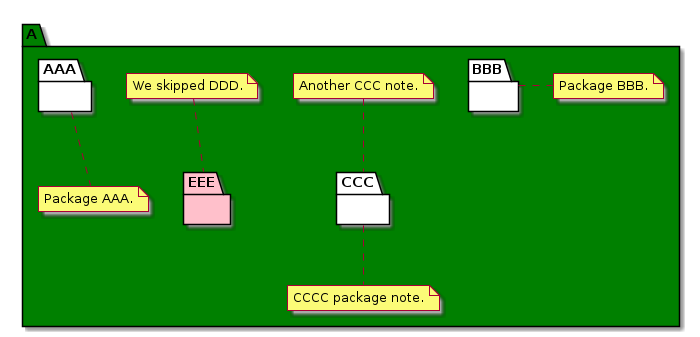 A
AAA
We skipped DDD.
Another CCC note.
BBB
Package BBB.
Package AAA.
EEE
CCC
CCCC package note.